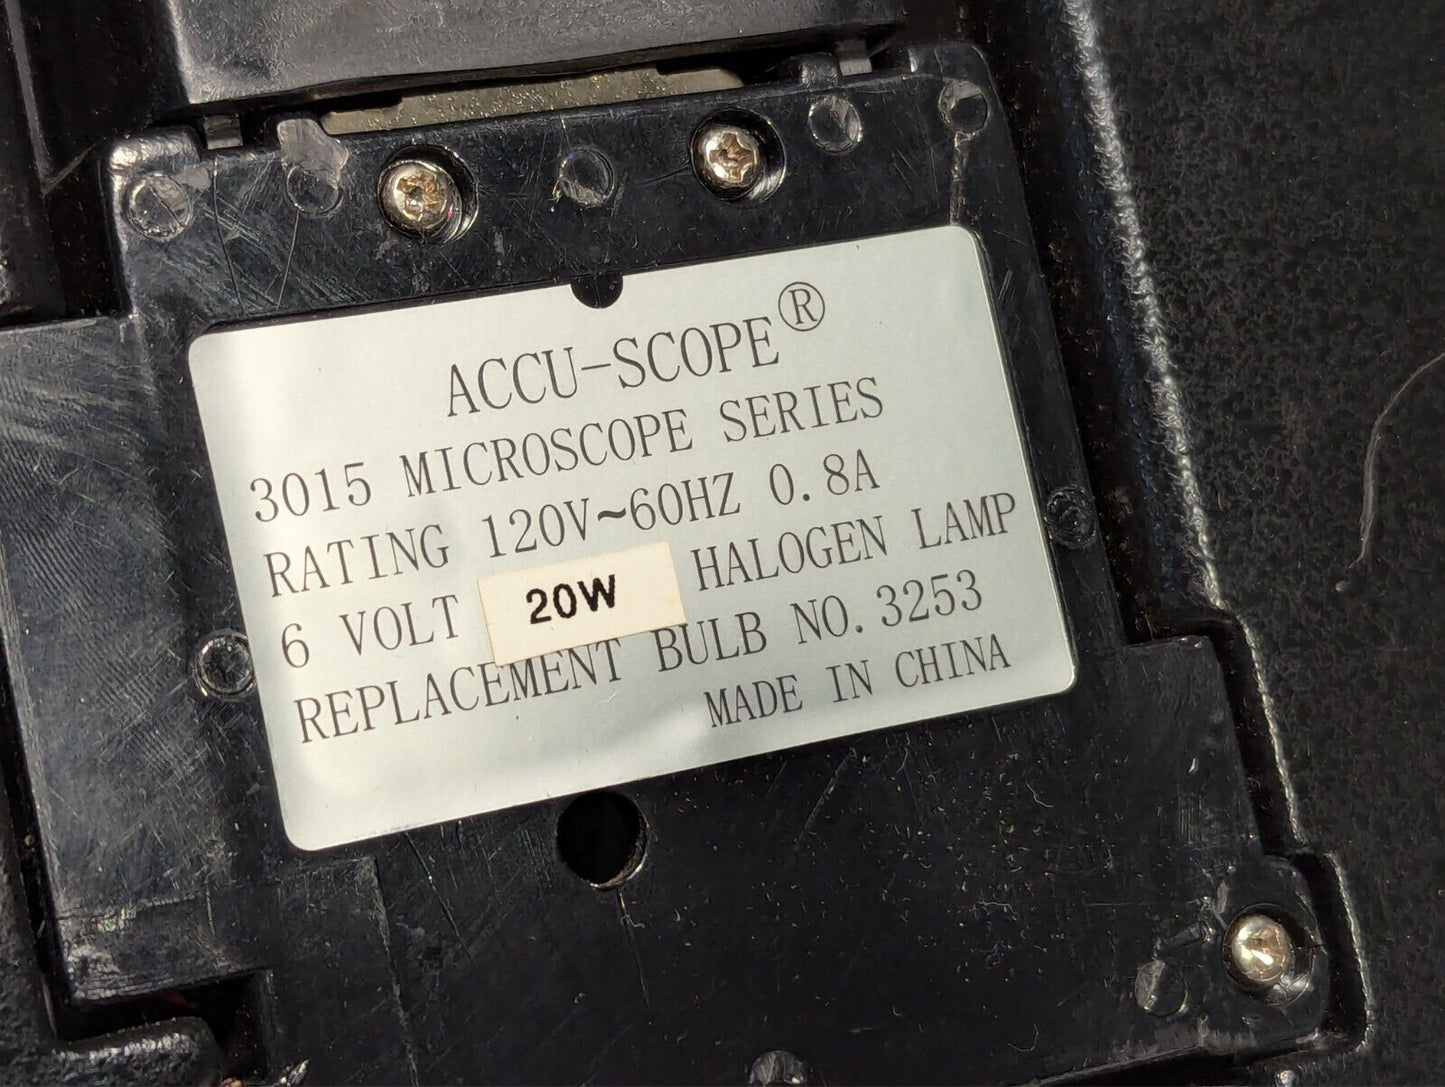 ACCU-SCOPE®
3015 MICROSCOPE SERIES
RATING 120V~60HZ 0.8A
6 VOLT 20W HALOGEN LAMP
REPLACEMENT BULB NO.3253
MADE IN CHINA